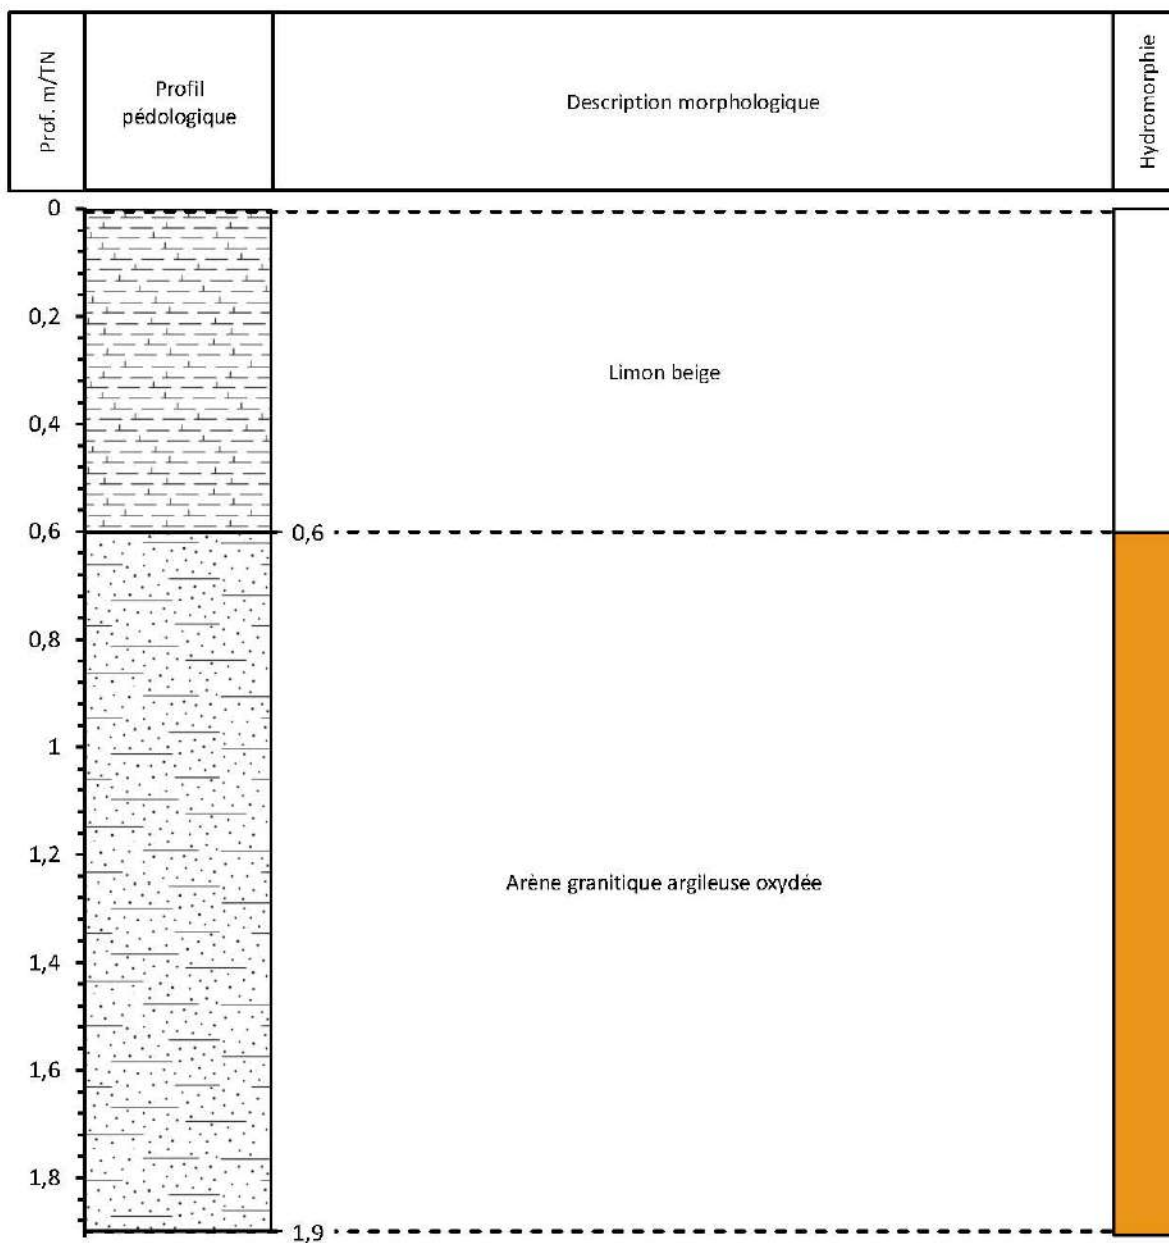 Prof. m/TN
Profil
pédologique
Description morphologique
Hydromorphie
0
0,2
Limon beige
0,4
0,6
0,6
0,8
1
1,2
Arène granitique argileuse oxydée
1,4
1,6
1,8
1,9